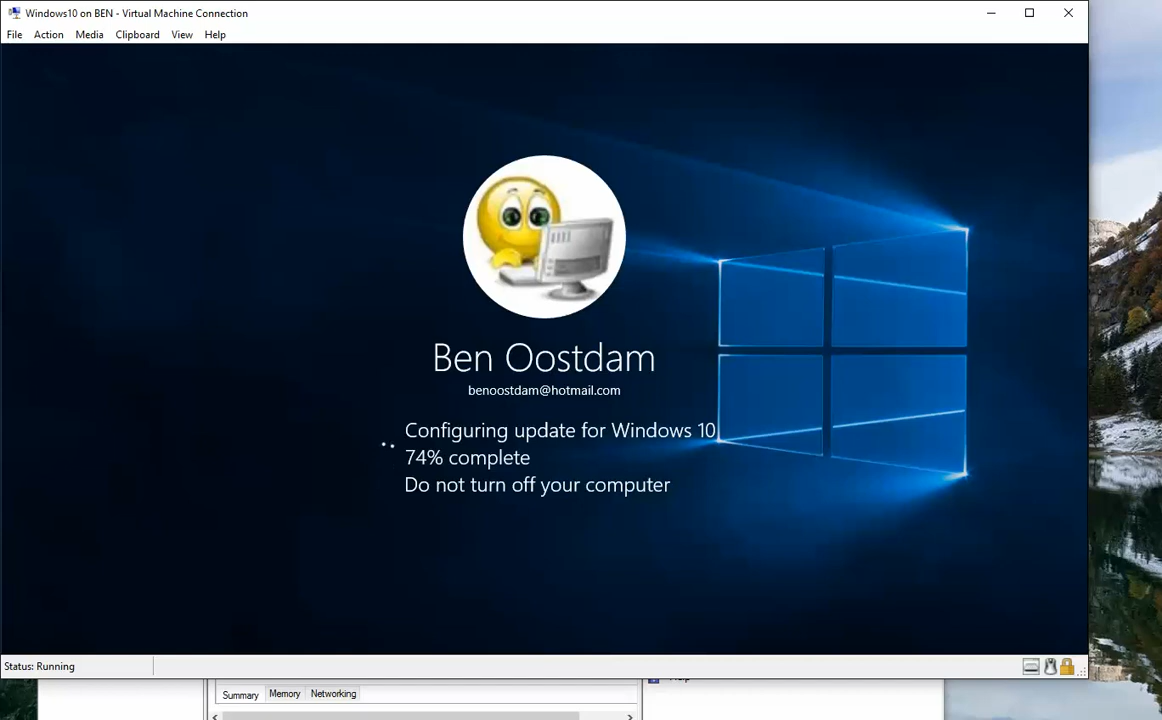 Windows10 on BEN - Virtual Machine Connection
File Action Media Clipboard View Help
Ben Oostdam
benoostdam@hotmail.com
Configuring update for Windows 10
74% complete
Do not turn off your computer
Status: Running
Summary Memory Networking